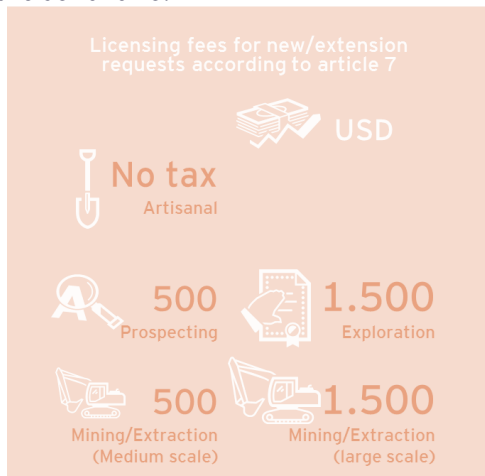 Licensing fees for new/extension
requests according to article 7
USD
No tax
Artisanal
500
Prospecting
1.500
Exploration
500
Mining/Extraction
(Medium scale)
1.500
Mining/Extraction
(large scale)